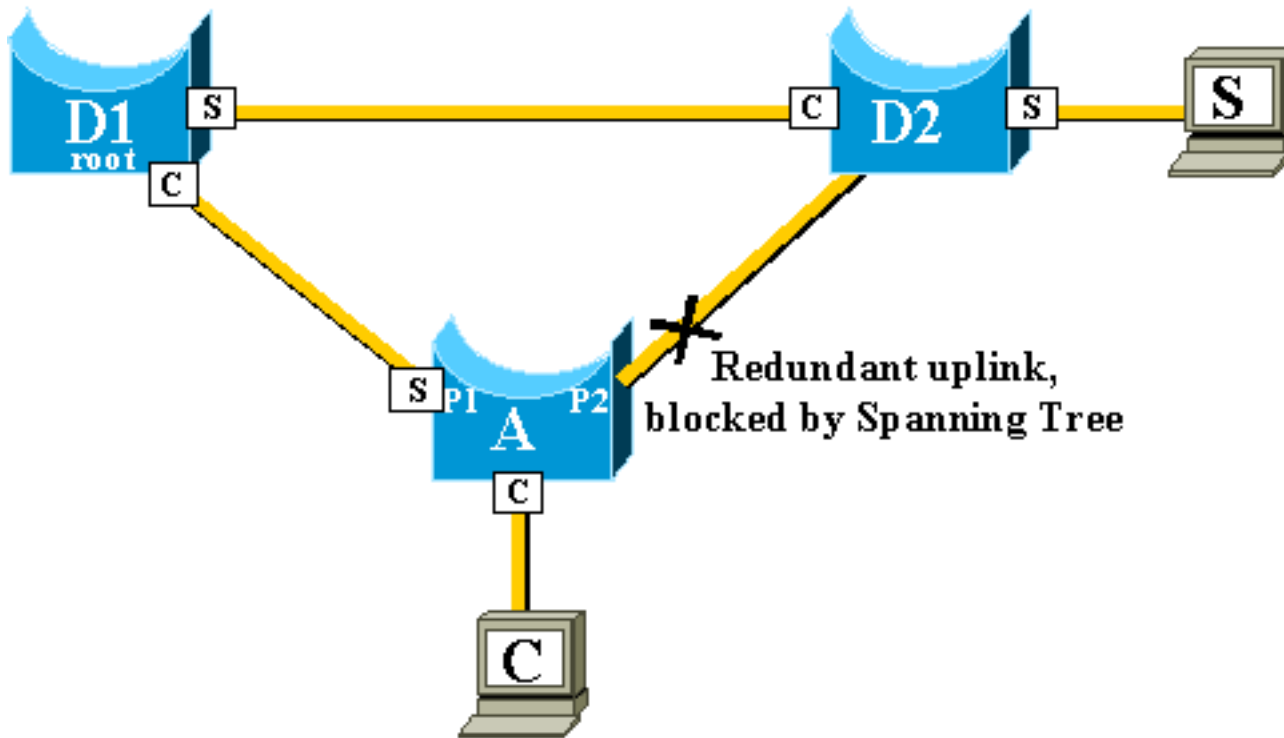 D1
root
S
C
C
D2
S
S
S
P1
P2
A
C
Redundant uplink,
blocked by Spanning Tree
C